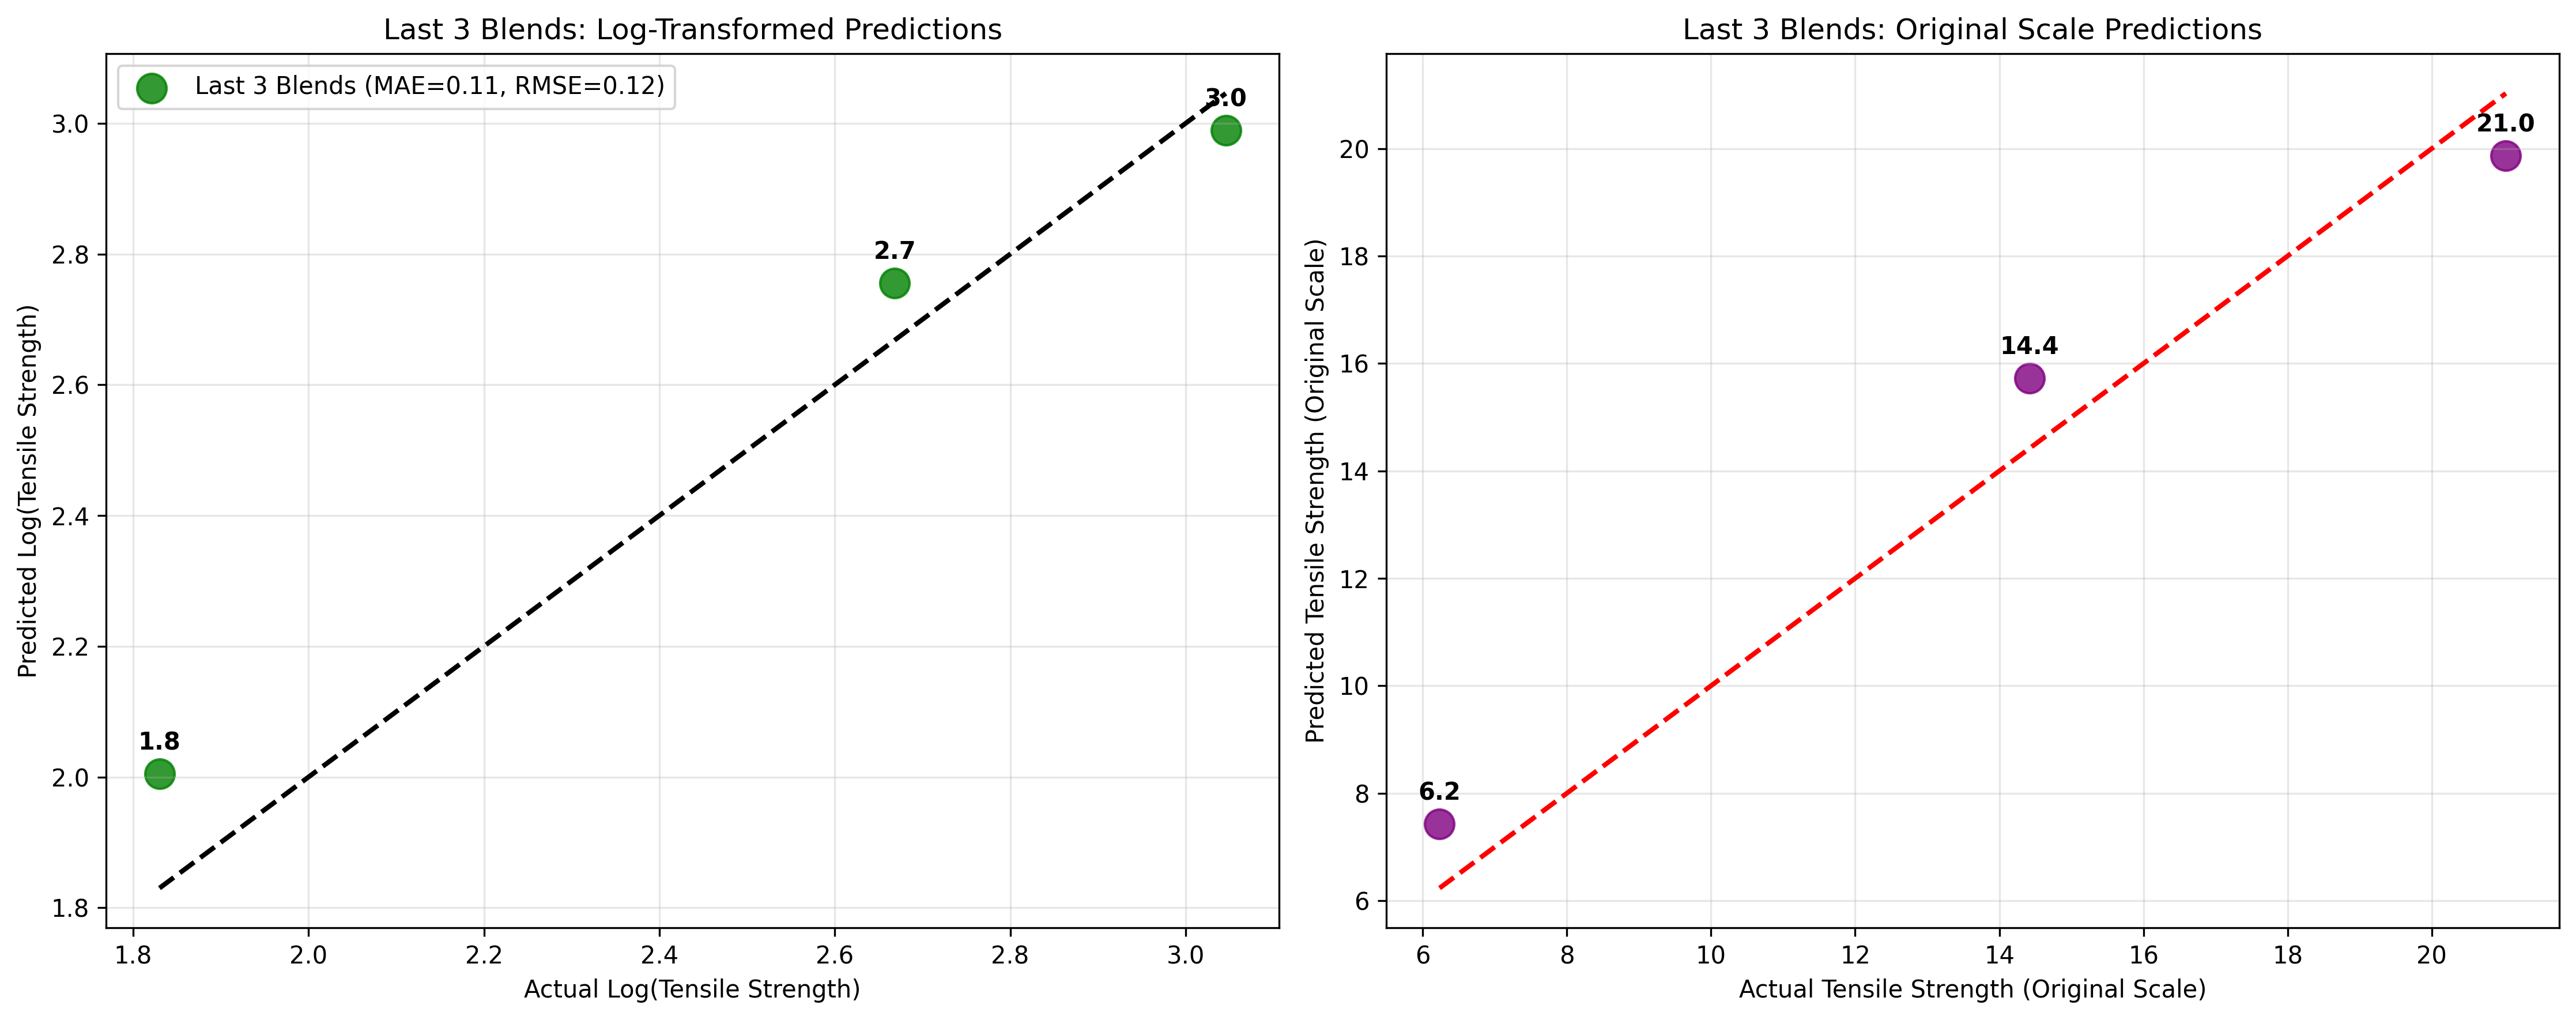 Last 3 Blends: Log-Transformed Predictions
Last 3 Blends (MAE=0.11, RMSE=0.12)
3.0
2.7
1.8
3.0
2.8
2.6
2.4
2.2
2.0
1.8
Predicted Log(Tensile Strength)
1.8 2.0 2.2 2.4 2.6 2.8 3.0
Actual Log(Tensile Strength)
Last 3 Blends: Original Scale Predictions
21.0
14.4
6.2
20
18
16
14
12
10
8
6
Predicted Tensile Strength (Original Scale)
6 8 10 12 14 16 18 20
Actual Tensile Strength (Original Scale)